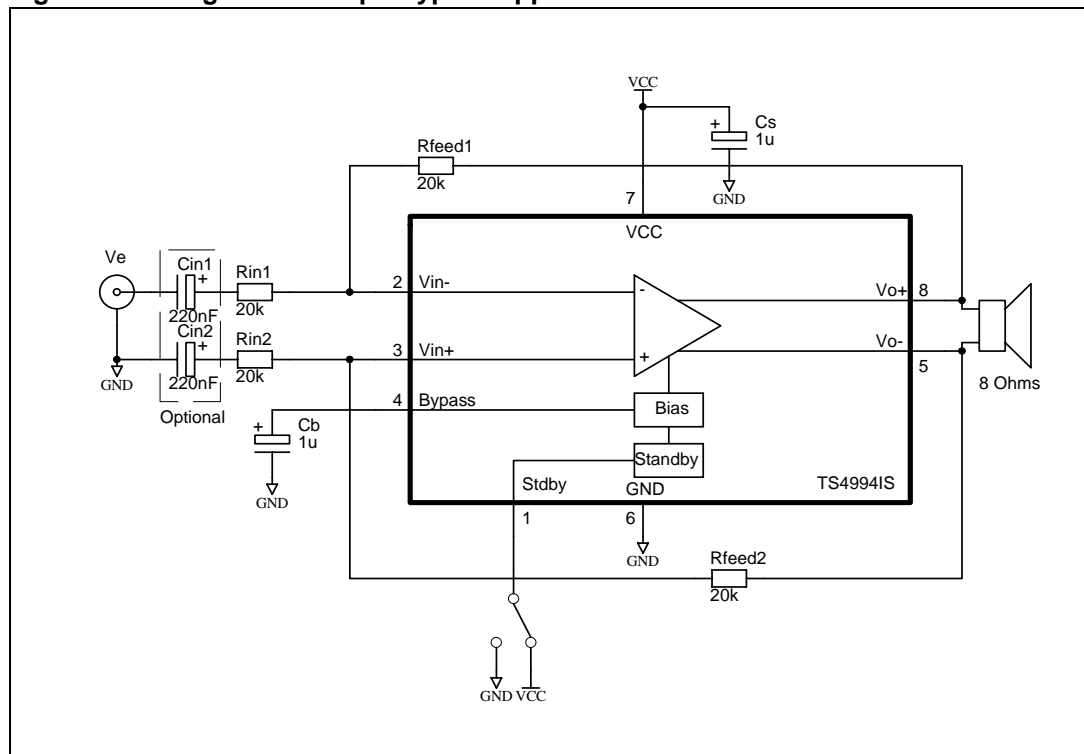 VCC
+ Cs
1u
GND
Rfeed1
20k
7
VCC
Ve
Cin1
+
220nF
Rin1
20k
2
Vin-
-
Vo+
8
Cin2
+
220nF
Rin2
20k
3
Vin+
+
Vo-
5
GND
Optional
8 Ohms
4
Bypass
Bias
+ Cb
1u
GND
Standby
Stdby
GND
TS4994IS
1
6
GND
Rfeed2
20k
GND
VCC